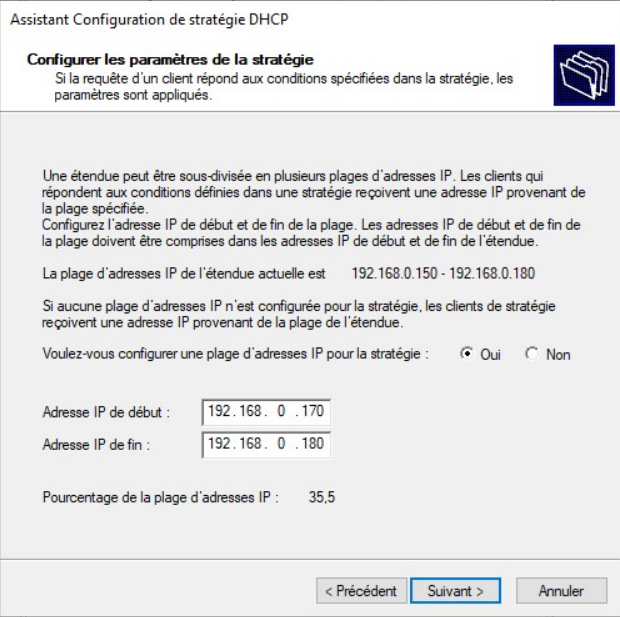 Assistant Configuration de stratégie DHCP
Configurer les paramètres de la stratégie
Si la requête d'un client répond aux conditions spécifiées dans la stratégie, les
paramètres sont appliqués.
Une étendue peut être sous-divisée en plusieurs plages d'adresses IP. Les clients qui
répondent aux conditions définies dans une stratégie reçoivent une adresse IP provenant de
la plage spécifiée.
Configurez l'adresse IP de début et de fin de la plage. Les adresses IP de début et de fin de
la plage doivent être comprises dans les adresses IP de début et de fin de l'étendue.
La plage d'adresses IP de l'étendue actuelle est 192.168.0.150 - 192.168.0.180
Si aucune plage d'adresses IP n'est configurée pour la stratégie, les clients de stratégie
reçoivent une adresse IP provenant de la plage de l'étendue.
Voulez-vous configurer une plage d'adresses IP pour la stratégie : Oui Non
Adresse IP de début : 192 . 168 . 0 . 170
Adresse IP de fin : 192 . 168 . 0 . 180
Pourcentage de la plage d'adresses IP : 35,5
< Précédent Suivant > Annuler